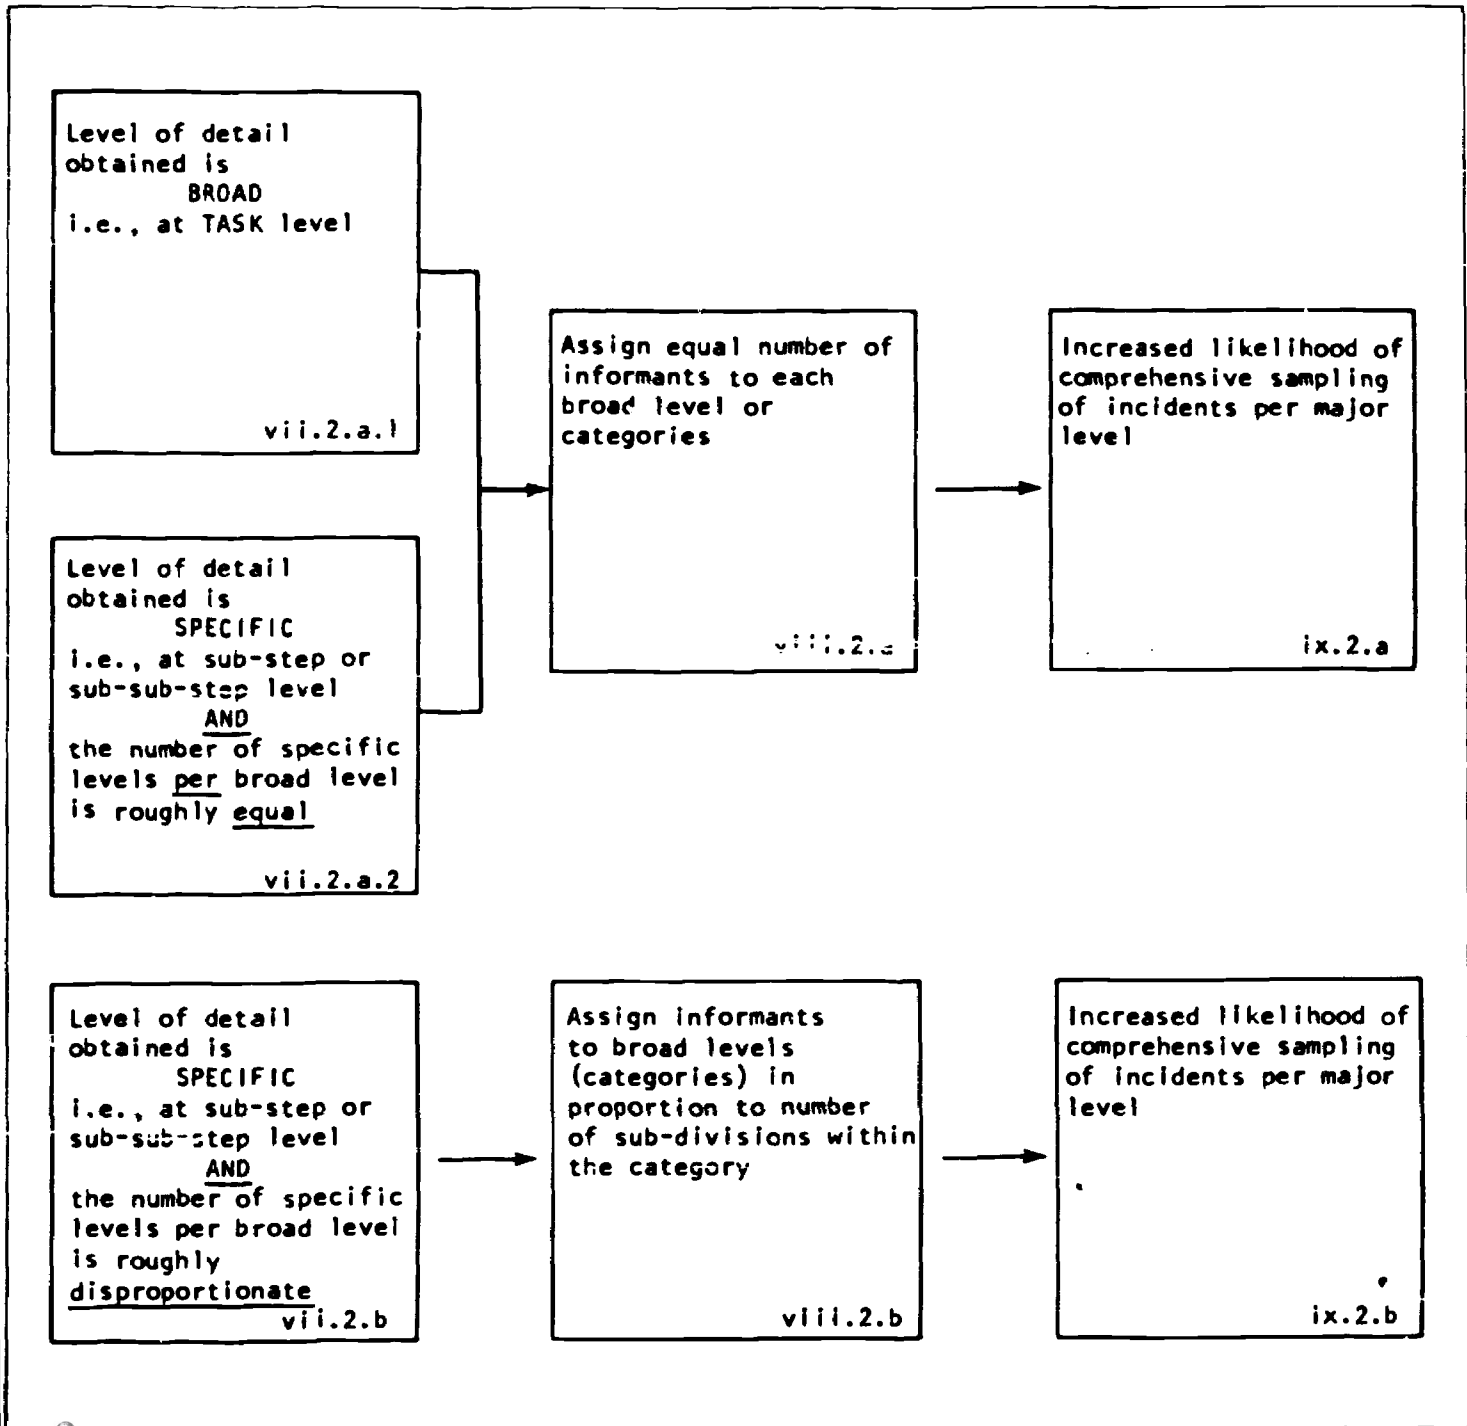 Level of detail
obtained is
BROAD
i.e., at TASK level
vii.2.a.1
Level of detail
obtained is
SPECIFIC
i.e., at sub-step or
sub-sub-step level
AND
the number of specific
levels per broad level
is roughly equal
vii.2.a.2
Assign equal number of
informants to each
broad level or
categories
viii.2.a
Increased likelihood of
comprehensive sampling
of incidents per major
level
ix.2.a
Level of detail
obtained is
SPECIFIC
i.e., at sub-step or
sub-sub-step level
AND
the number of specific
levels per broad level
is roughly
disproportionate
vii.2.b
Assign informants
to broad levels
(categories) in
proportion to number
of sub-divisions within
the category
viii.2.b
Increased likelihood of
comprehensive sampling
of incidents per major
level
ix.2.b